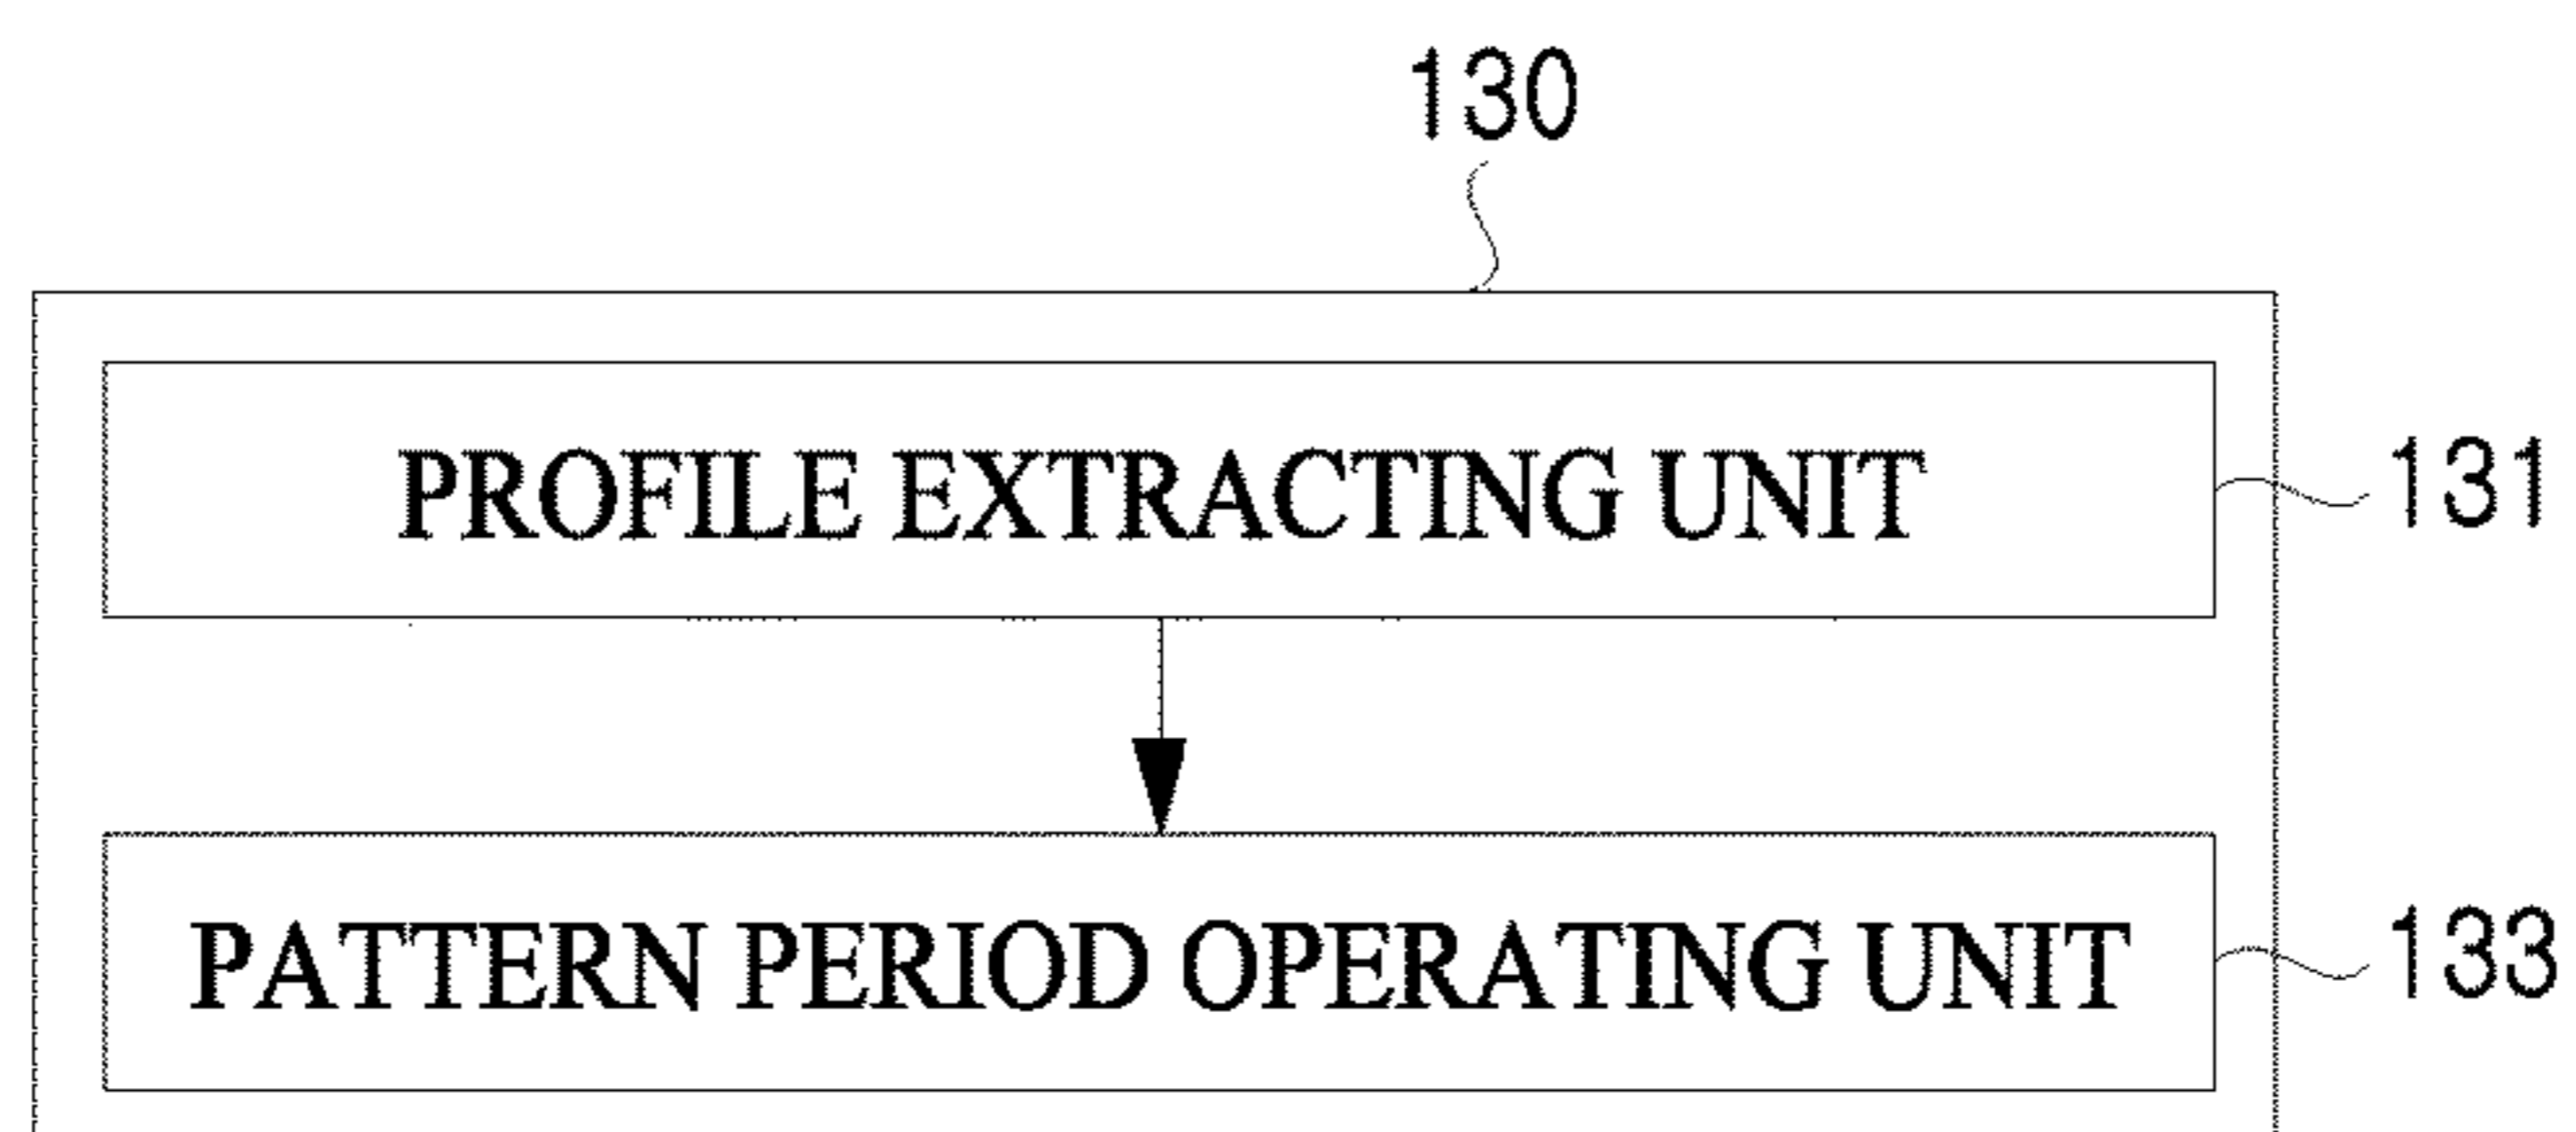 130
PROFILE EXTRACTING UNIT
131
PATTERN PERIOD OPERATING UNIT
133